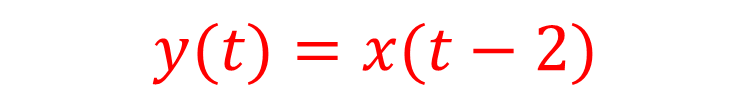 y(t) = x(t − 2)